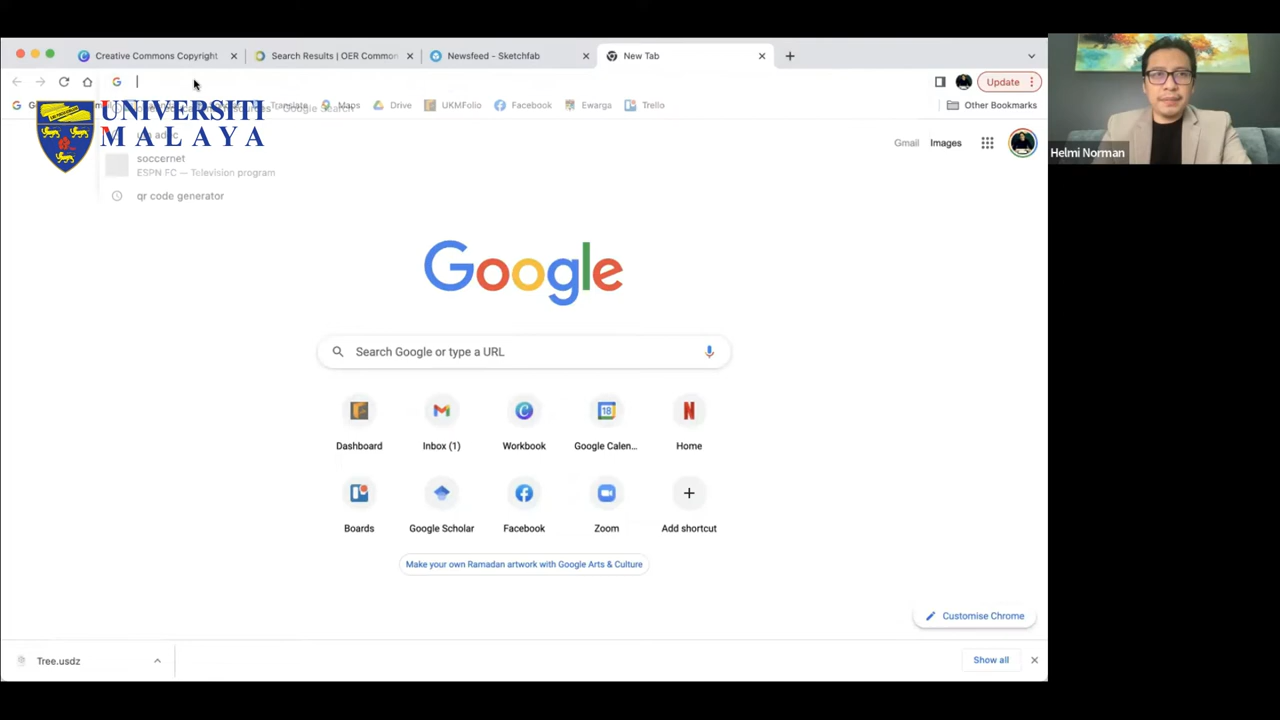 Creative Commons Copyright
Search Results | OER Common
Newsfeed - Sketchfab
New Tab
Update
Translate
Maps
Drive
UKMFolio
Facebook
Ewarga
Trello
Other Bookmarks
Google Search
UNIVERSITI
MALAYA
soccernet
ESPN FC — Television program
qr code generator
Gmail
Images
Helmi Norman
Google
Search Google or type a URL
Dashboard
Inbox (1)
Workbook
Google Calen...
Home
Boards
Google Scholar
Facebook
Zoom
Add shortcut
Make your own Ramadan artwork with Google Arts & Culture
Customise Chrome
Tree.usdz
Show all